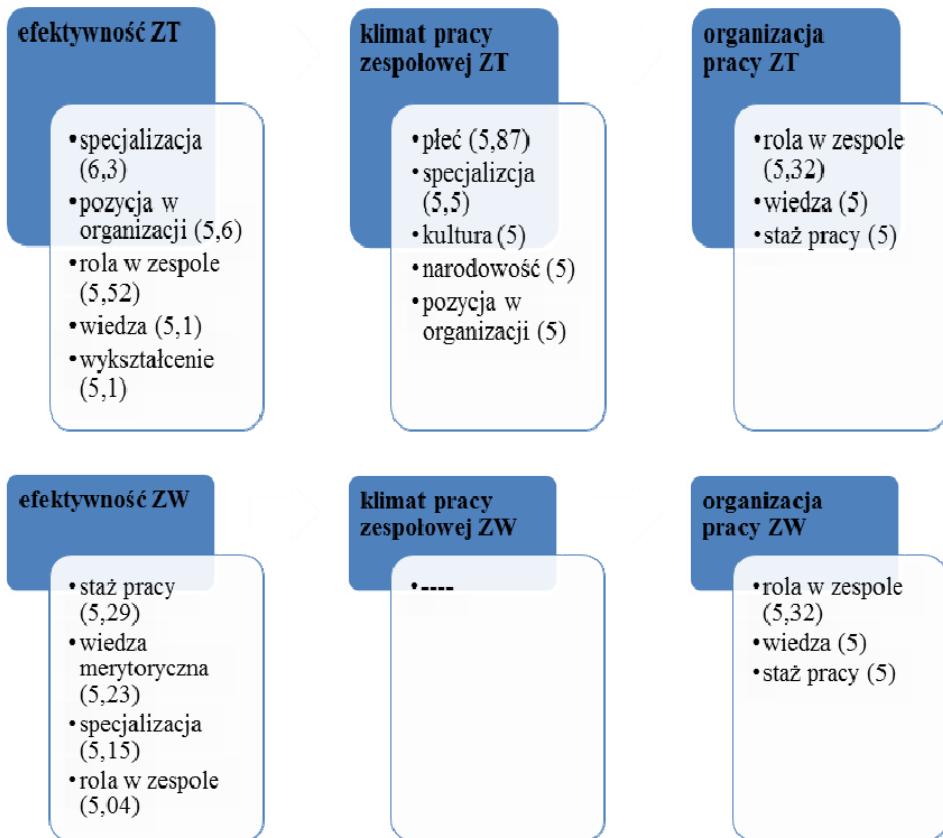 efektywność ZT
•specjalizacja
(6,3)
•pozycja w
organizacji (5,6)
•rola w zespole
(5,52)
•wiedza (5,1)
•wykształcenie
(5,1)
klimat pracy
zespołowej ZT
•płeć (5,87)
•specjalizcja
(5,5)
•kultura (5)
•narodowość (5)
•pozycja w
organizacji (5)
organizacja
pracy ZT
•rola w zespole
(5,32)
•wiedza (5)
•staż pracy (5)
efektywność ZW
•staż pracy
(5,29)
•wiedza
merytoryczna
(5,23)
•specjalizacja
(5,15)
•rola w zespole
(5,04)
klimat pracy
zespołowej ZW
•----
organizacja
pracy ZW
•rola w zespole
(5,32)
•wiedza (5)
•staż pracy (5)